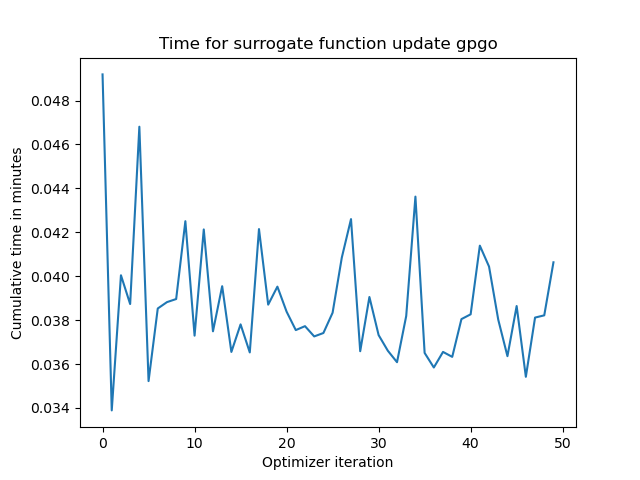 Time for surrogate function update gpgo
Cumulative time in minutes
0.048
0.046
0.044
0.042
0.040
0.038
0.036
0.034
0 10 20 30 40 50
Optimizer iteration